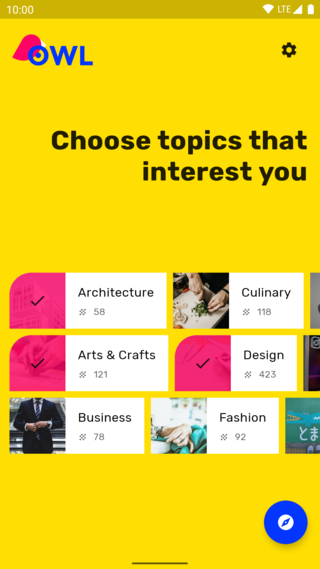 10:00
LTE
OWL
Choose topics that
interest you
Architecture
58
Culinary
118
Arts & Crafts
121
Design
423
Business
78
Fashion
92
とま